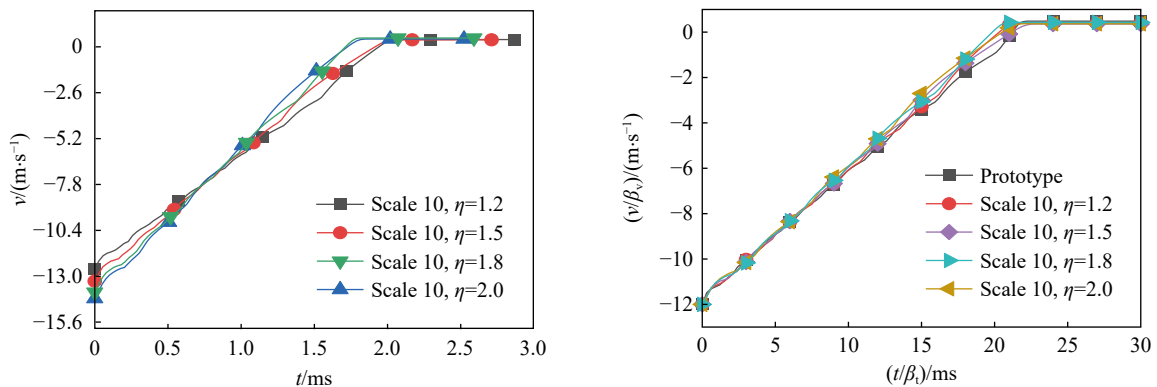 0
−2.6
−5.2
−7.8
−10.4
−13.0
−15.6
v/(m·s⁻¹)
Scale 10, η=1.2
Scale 10, η=1.5
Scale 10, η=1.8
Scale 10, η=2.0
0 0.5 1.0 1.5 2.0 2.5 3.0
t/ms
0
−2
−4
−6
−8
−10
−12
(v/βᵥ)/(m·s⁻¹)
Prototype
Scale 10, η=1.2
Scale 10, η=1.5
Scale 10, η=1.8
Scale 10, η=2.0
0 5 10 15 20 25 30
(t/βₜ)/ms